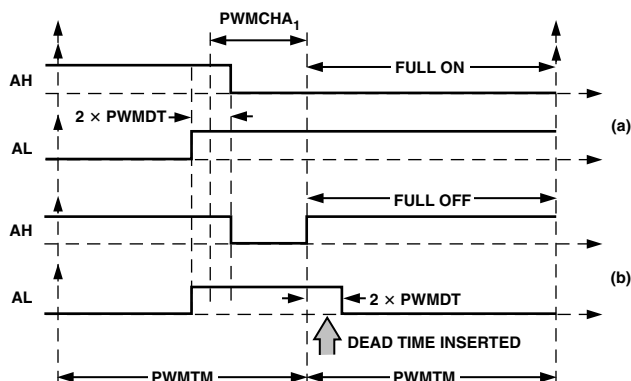 PWMCHA1
FULL ON
AH
2 × PWMDT
(a)
AL
FULL OFF
AH
(b)
AL
2 × PWMDT
DEAD TIME INSERTED
PWMTM
PWMTM